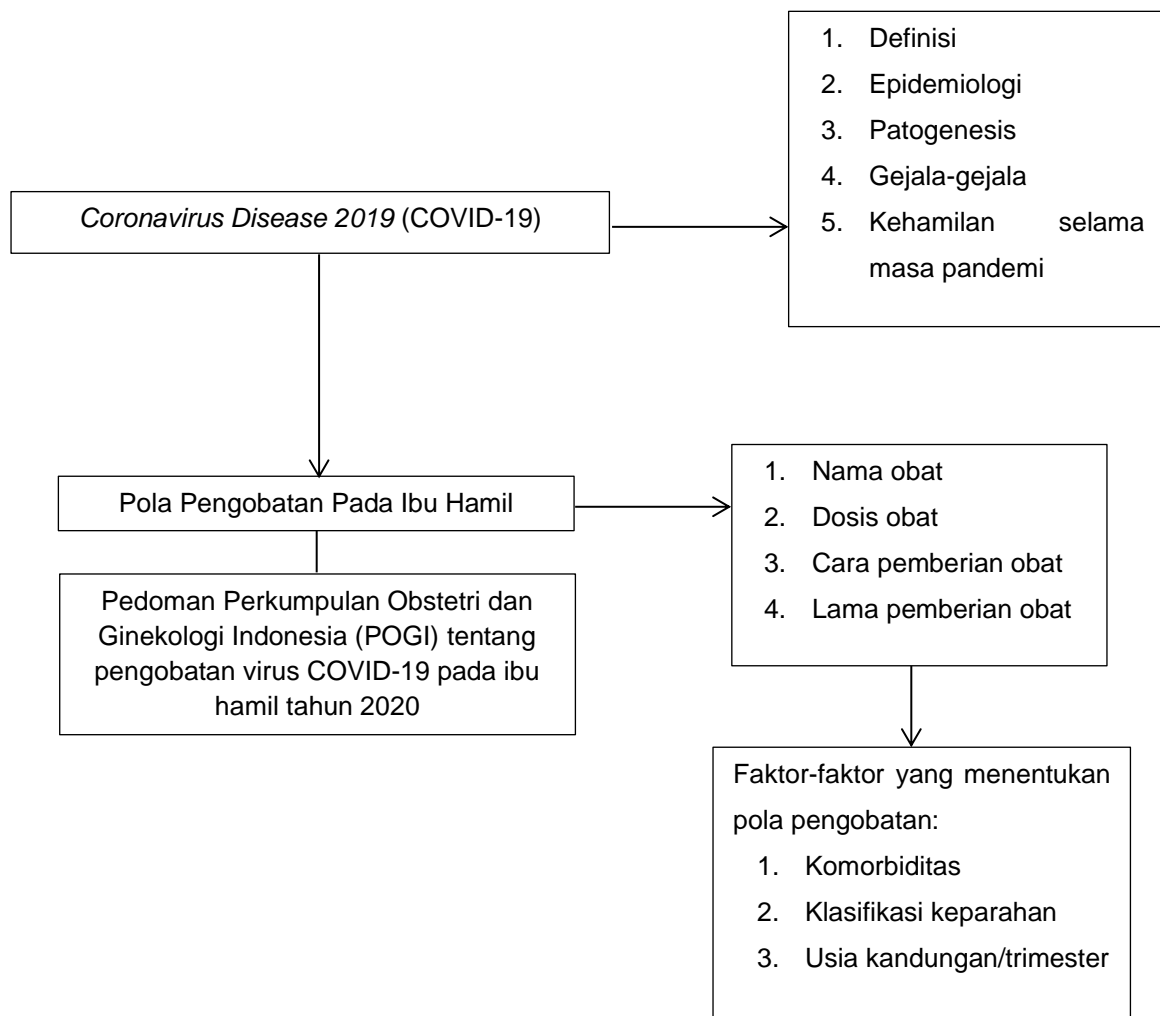 1. Definisi
2. Epidemiologi
3. Patogenesis
4. Gejala-gejala
5. Kehamilan selama
masa pandemi
Coronavirus Disease 2019 (COVID-19)
Pola Pengobatan Pada Ibu Hamil
Pedoman Perkumpulan Obstetri dan
Ginekologi Indonesia (POGI) tentang
pengobatan virus COVID-19 pada ibu
hamil tahun 2020
1. Nama obat
2. Dosis obat
3. Cara pemberian obat
4. Lama pemberian obat
Faktor-faktor yang menentukan
pola pengobatan:
1. Komorbiditas
2. Klasifikasi keparahan
3. Usia kandungan/trimester